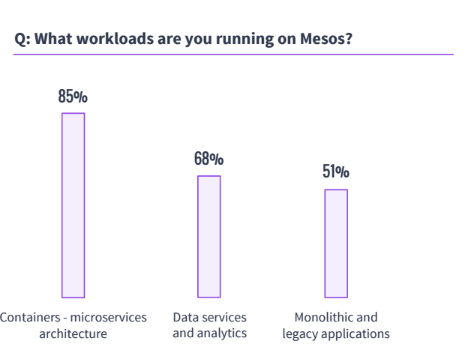 Q: What workloads are you running on Mesos?
85%
68%
51%
Containers - microservices
architecture
Data services
and analytics
Monolithic and
legacy applications